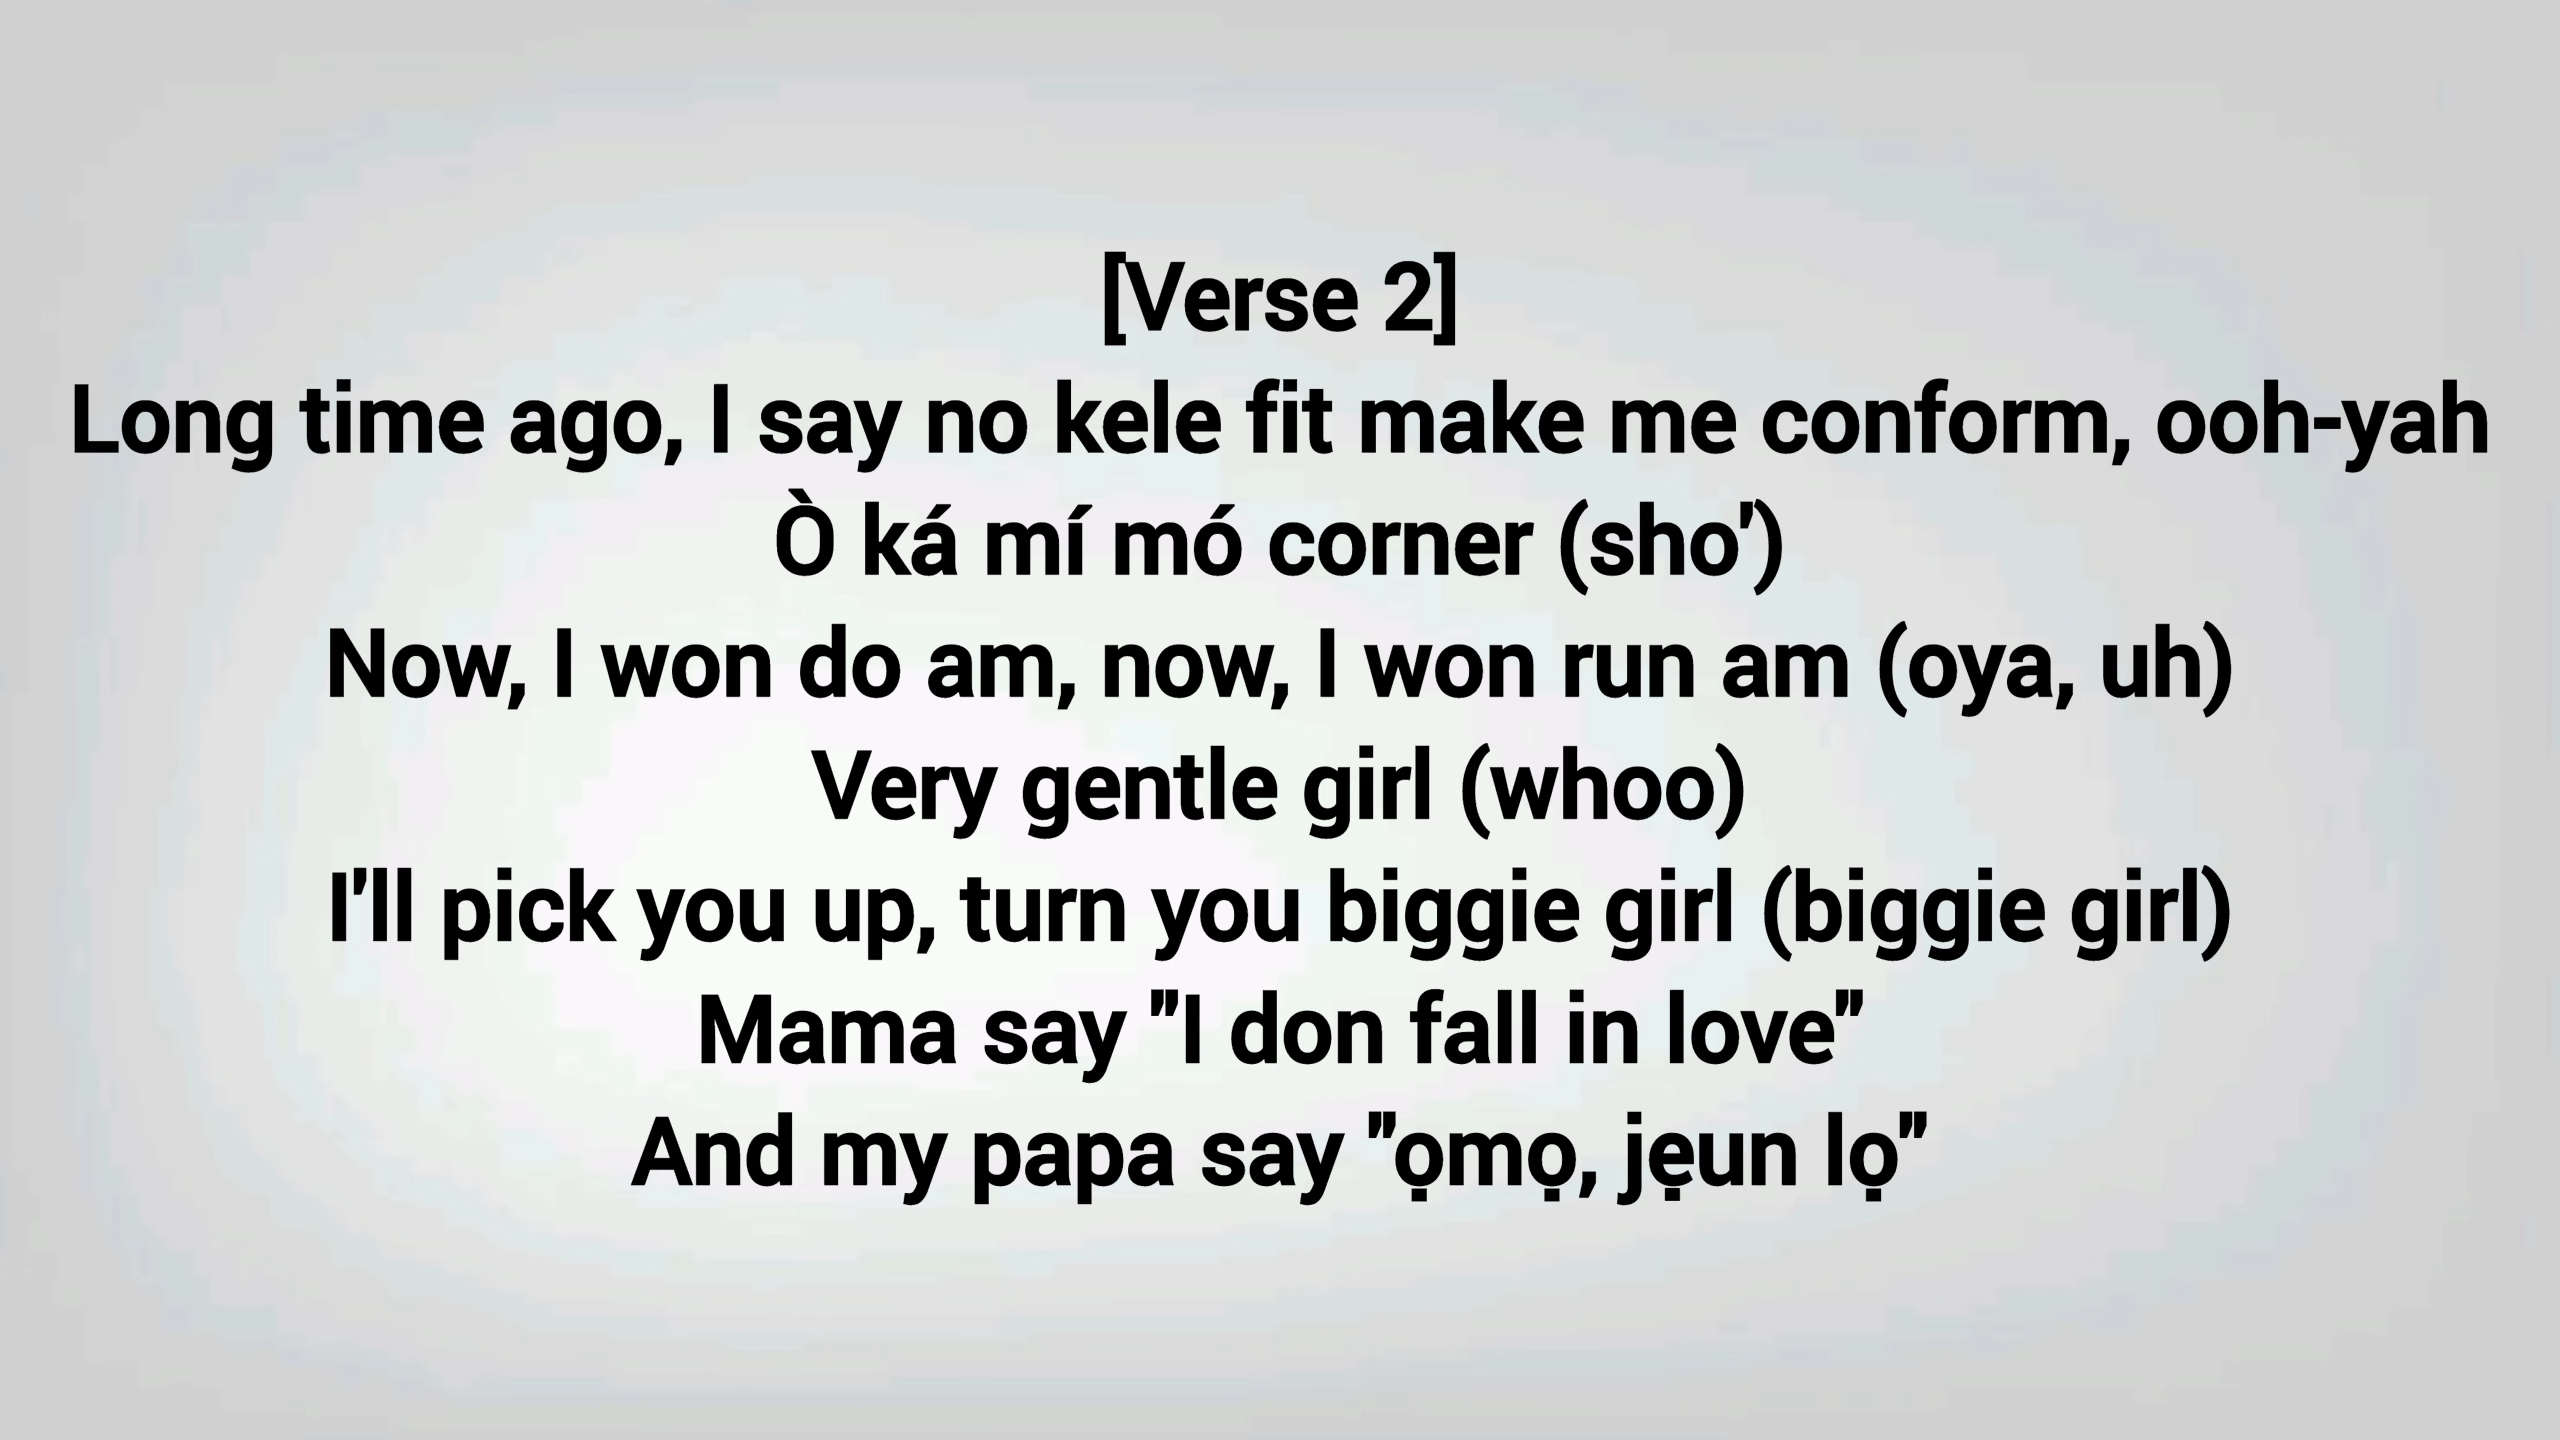 [Verse 2]
Long time ago, I say no kele fit make me conform, ooh-yah
Ò ká mí mó corner (sho')
Now, I won do am, now, I won run am (oya, uh)
Very gentle girl (whoo)
I'll pick you up, turn you biggie girl (biggie girl)
Mama say "I don fall in love"
And my papa say "ọmọ, jẹun lọ"